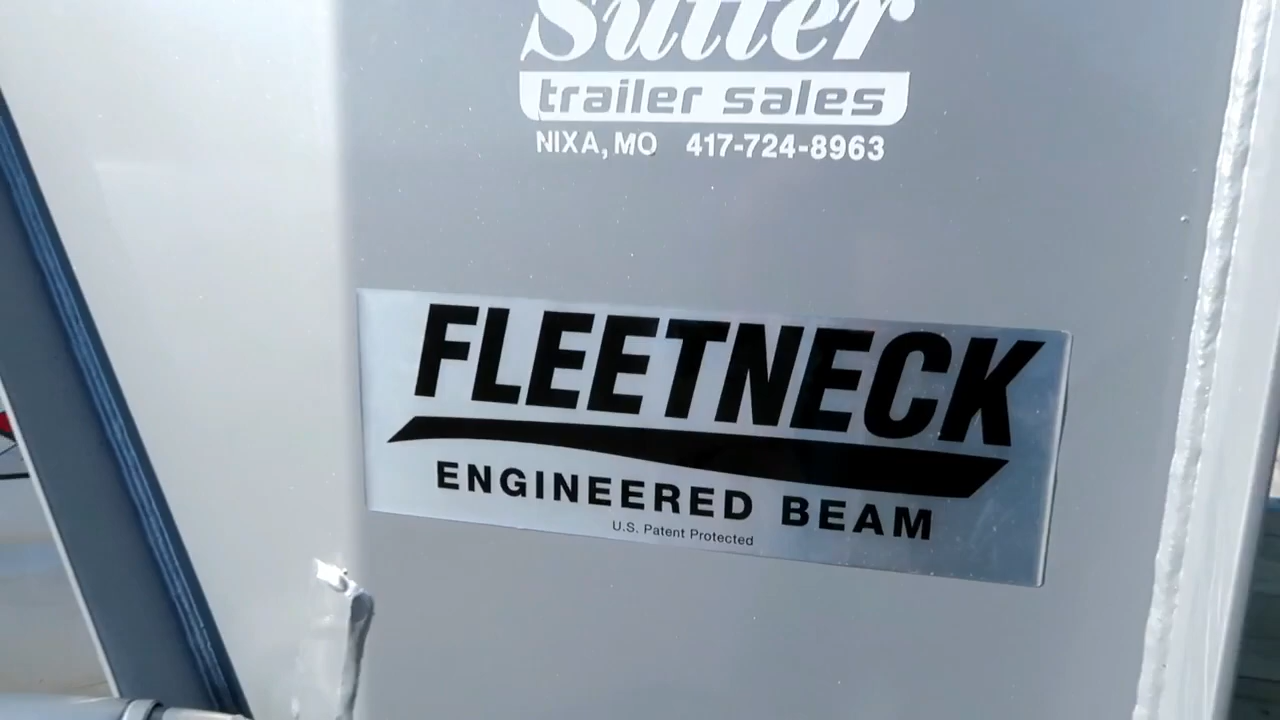 Sutter
trailer sales
NIXA, MO 417-724-8963
FLEETNECK
ENGINEERED BEAM
U.S. Patent Protected